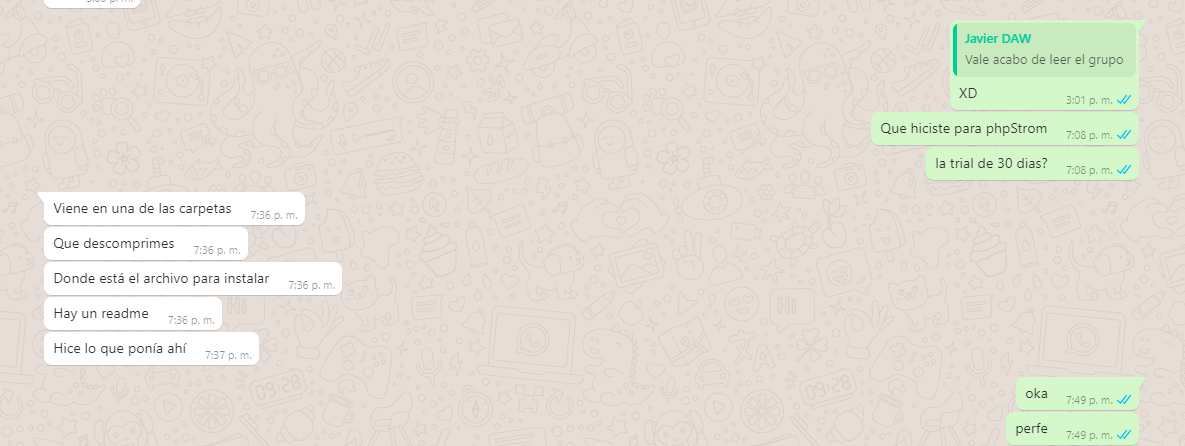 Javier DAW
Vale acabo de leer el grupo
XD
3:01 p. m.
Que hiciste para phpStrom
7:08 p. m.
la trial de 30 dias?
7:08 p. m.
Viene en una de las carpetas
7:36 p. m.
Que descomprimes
7:36 p. m.
Donde está el archivo para instalar
7:36 p. m.
Hay un readme
7:36 p. m.
Hice lo que ponía ahí
7:37 p. m.
oka
7:49 p. m.
perfe
7:49 p. m.